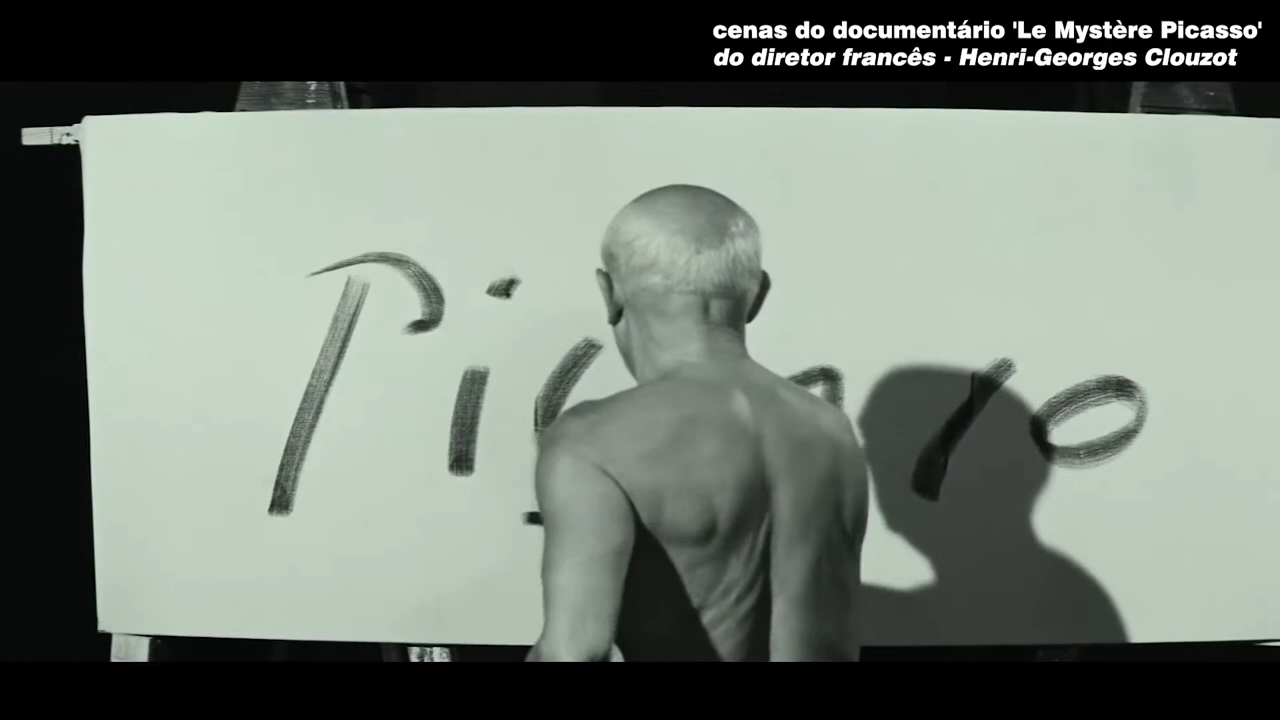 cenas do documentário 'Le Mystère Picasso'
do diretor francês - Henri-Georges Clouzot